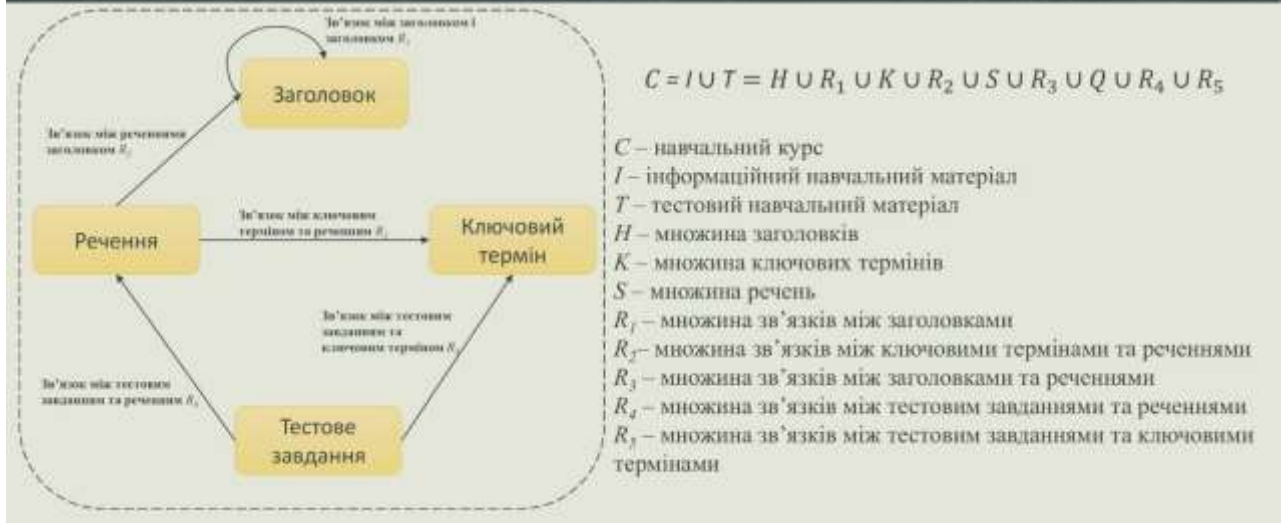 Зв'язок між заголовком і
заголовком R₁
Заголовок
Зв'язок між реченням и
заголовком
Речення
Зв'язок між ключовим
терміном та реченням R₂
Ключовий
термін
Зв'язок між тестовим
завданням та
ключовим терміном R₅
Зв'язок між тестовим
завданням та реченням R₄
Тестове
завдання
C = I ∪ T = H ∪ R₁ ∪ K ∪ R₂ ∪ S ∪ R₃ ∪ Q ∪ R₄ ∪ R₅
C – навчальний курс
I – інформаційний навчальний матеріал
T – тестовий навчальний матеріал
H – множина заголовків
K – множина ключових термінів
S – множина речень
R₁ – множина зв'язків між заголовками
R₂– множина зв'язків між ключовими термінами та реченнями
R₃ – множина зв'язків між заголовками та реченнями
R₄ – множина зв'язків між тестовим завданнями та реченнями
R₅ – множина зв'язків між тестовим завданнями та ключовими
термінами